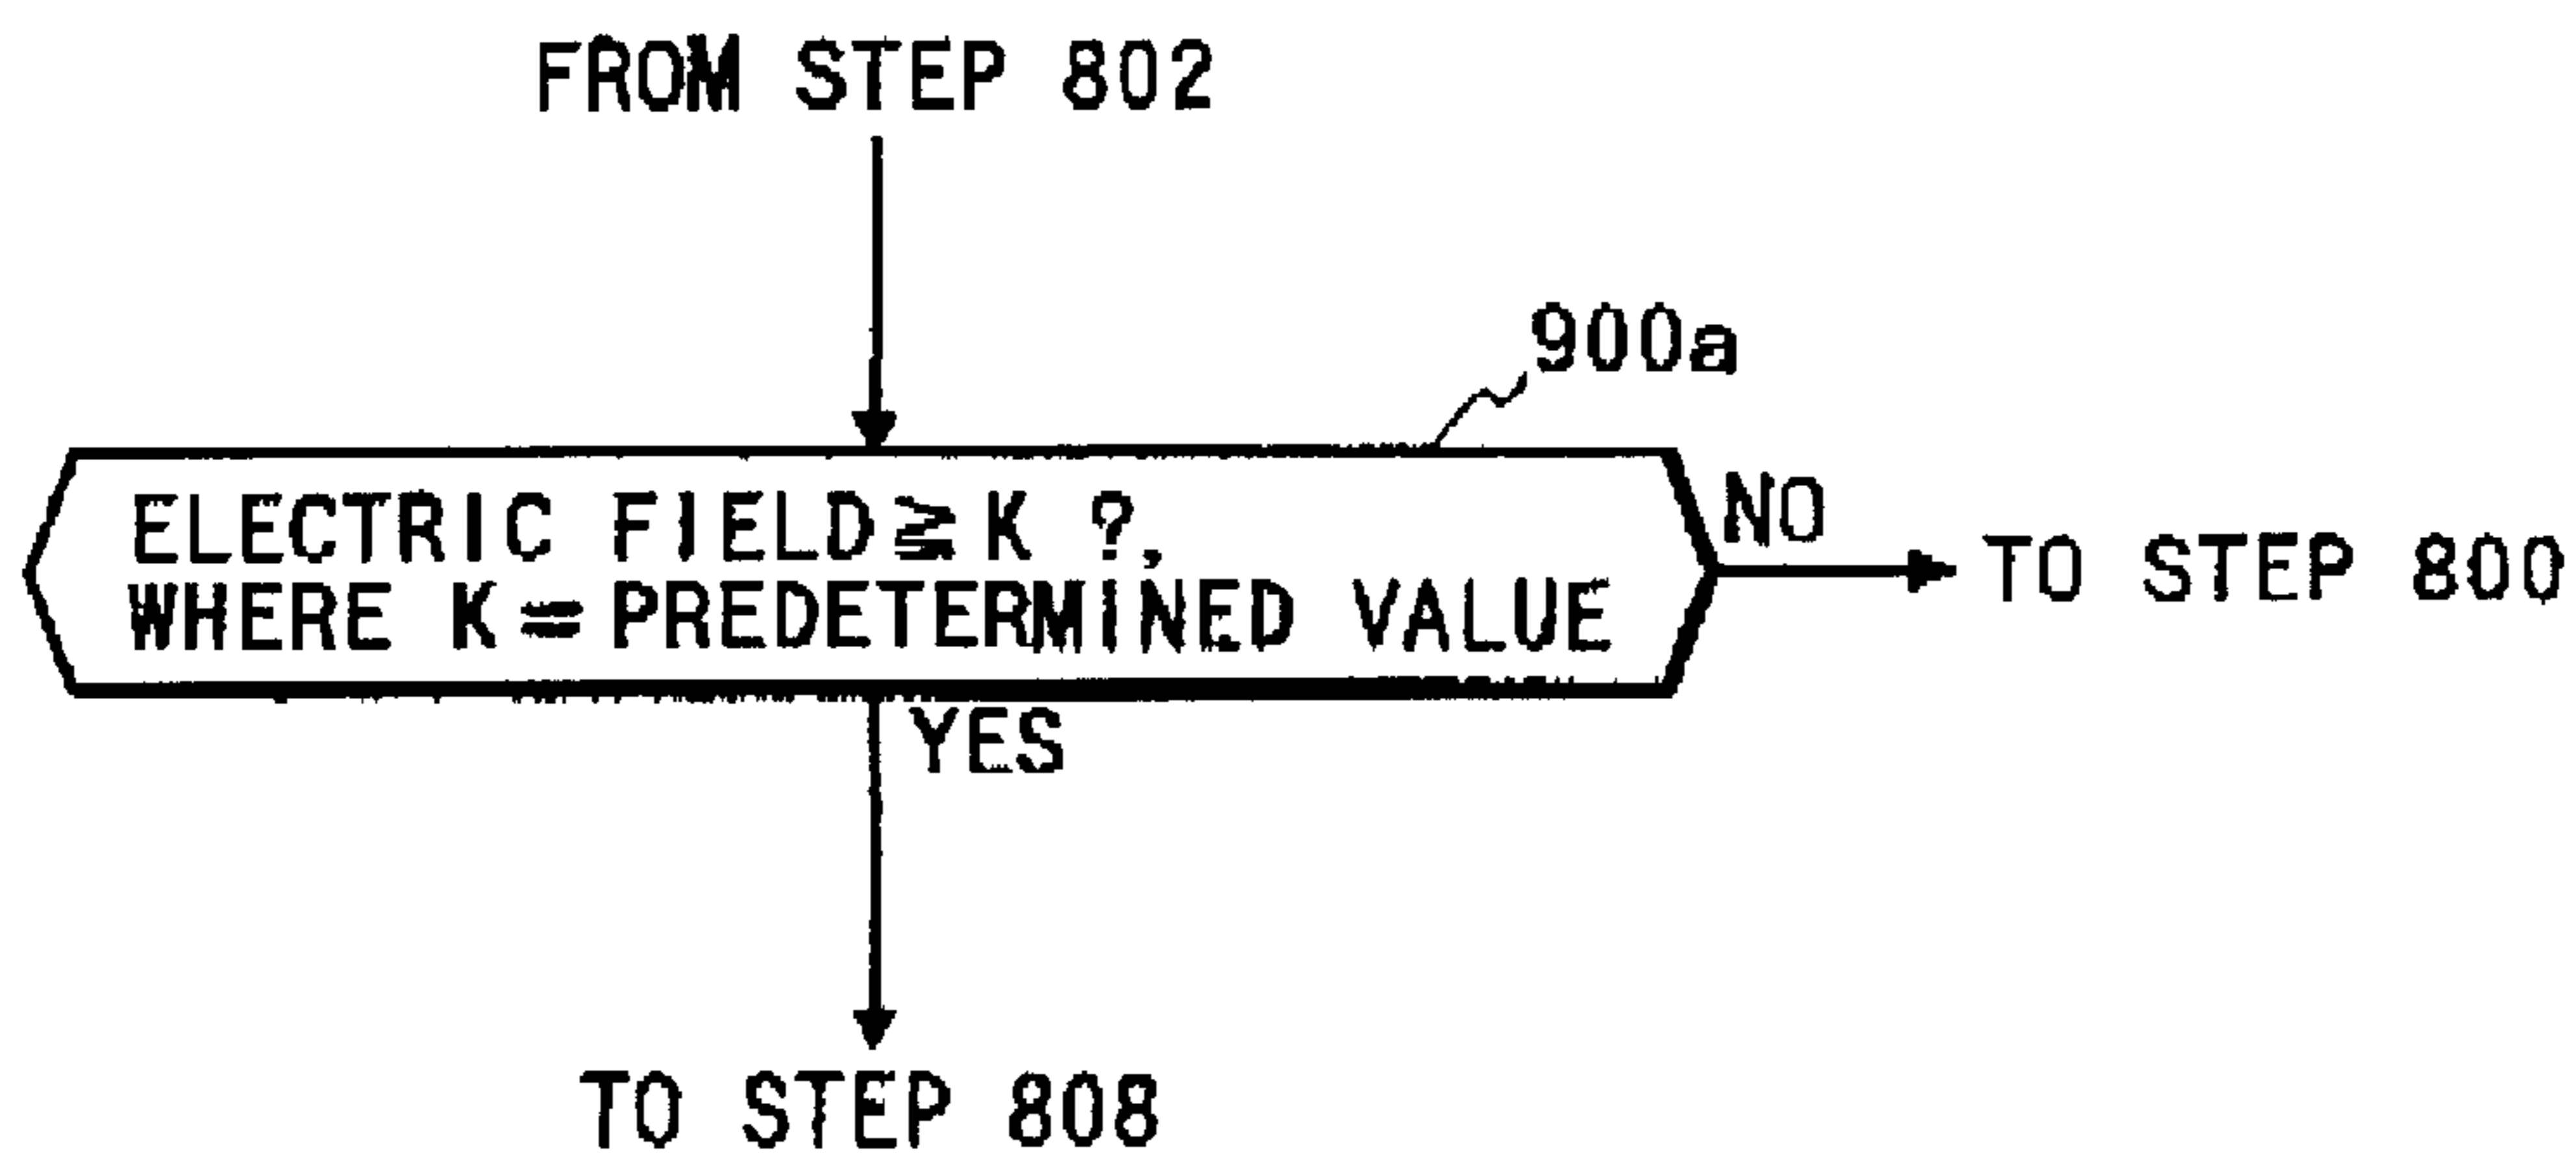 FROM STEP 802
900a
ELECTRIC FIELD≧K ?,
WHERE K=PREDETERMINED VALUE
NO
TO STEP 800
YES
TO STEP 808